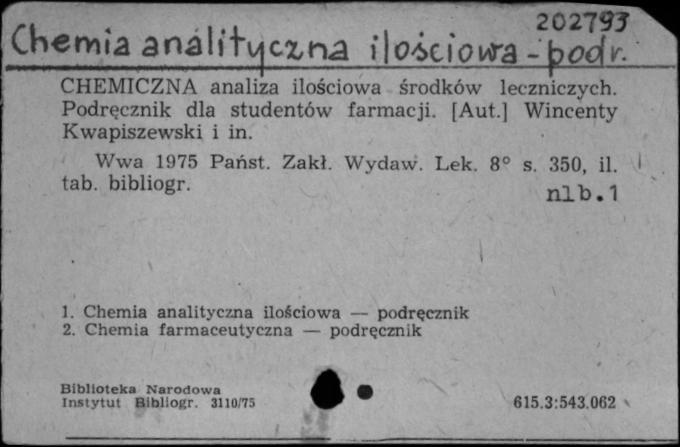 202793
Chemia analityczna ilościowa - podr.
CHEMICZNA analiza ilościowa środków leczniczych.
Podręcznik dla studentów farmacji. [Aut.] Wincenty
Kwapiszewski i in.
Wwa 1975 Państ. Zakł. Wydaw. Lek. 8° s. 350, il.
tab. bibliogr.
nlb.1
1. Chemia analityczna ilościowa — podręcznik
2. Chemia farmaceutyczna — podręcznik
Biblioteka Narodowa
Instytut Bibliogr. 3110/75
615.3:543.062